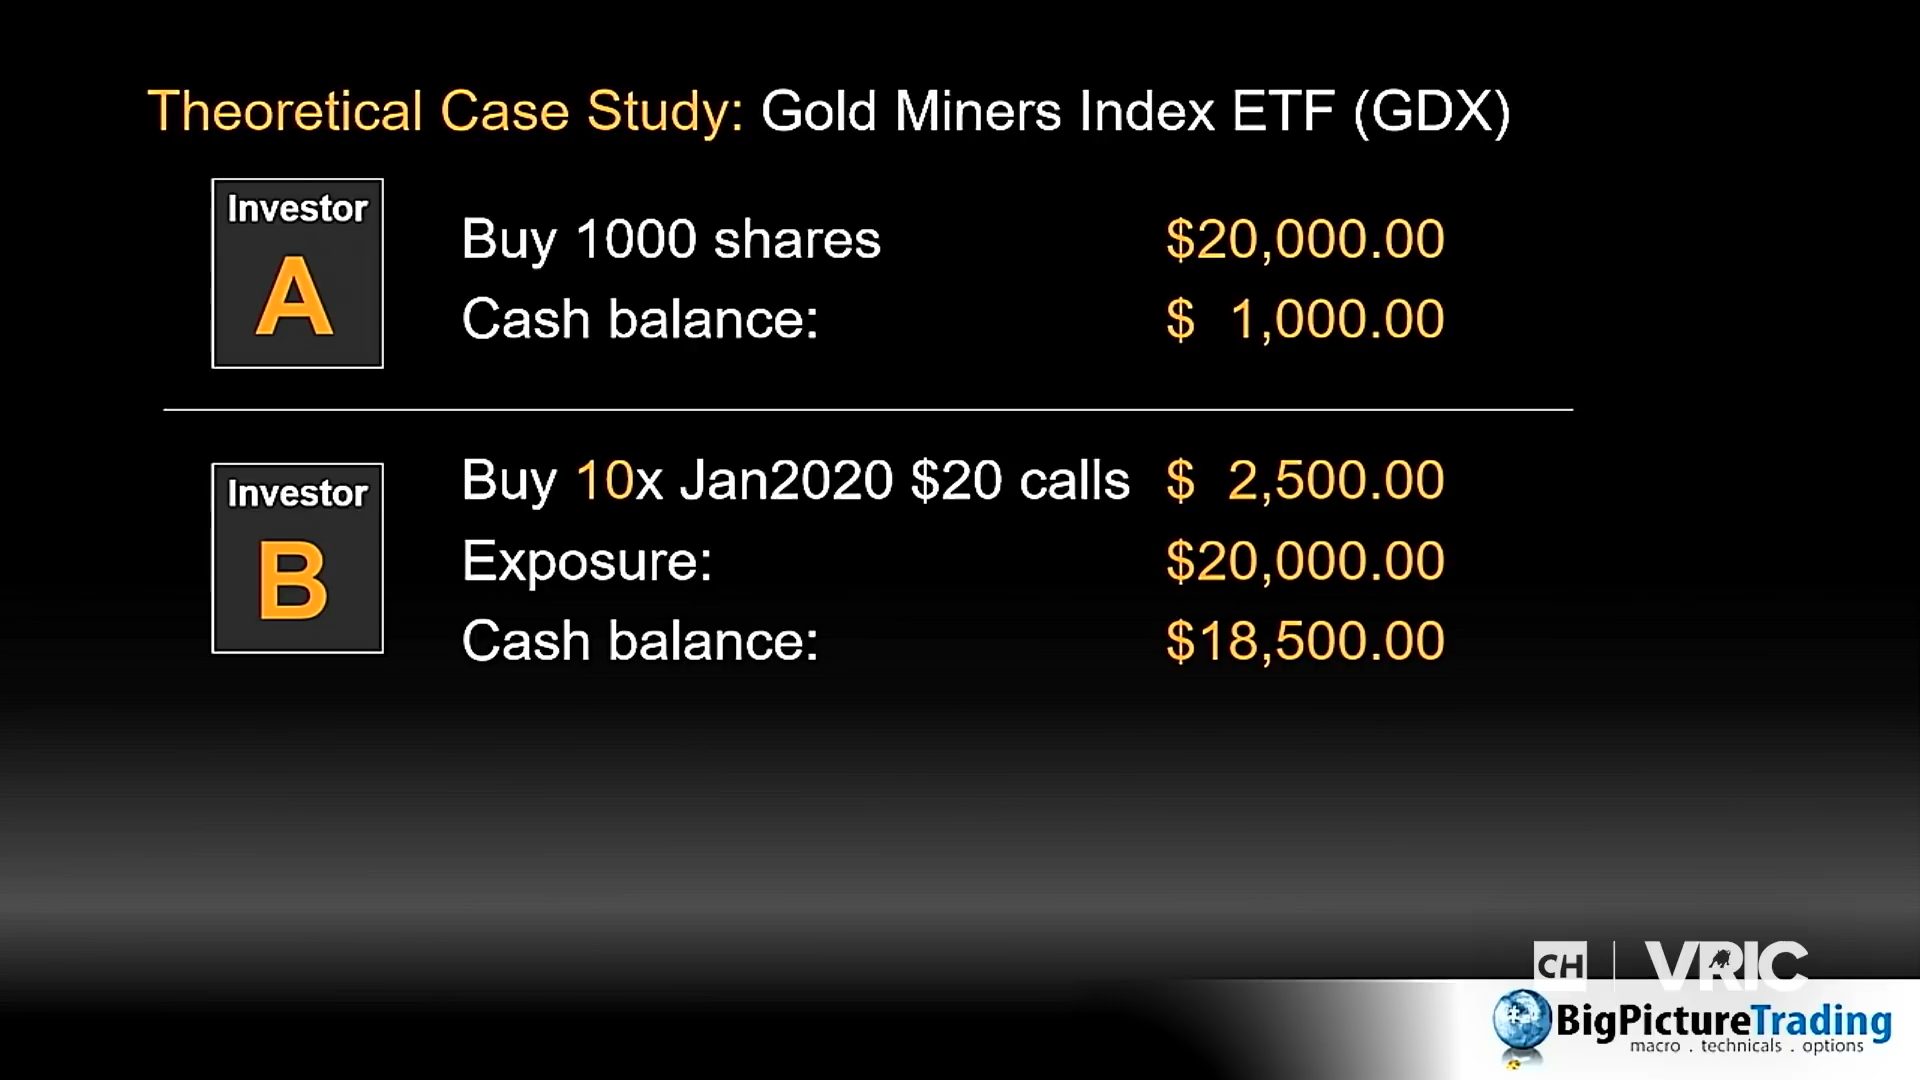 Theoretical Case Study: Gold Miners Index ETF (GDX)
Investor
A
Buy 1000 shares $20,000.00
Cash balance: $ 1,000.00
Investor
B
Buy 10x Jan2020 $20 calls $ 2,500.00
Exposure: $20,000.00
Cash balance: $18,500.00
CH | VRIC
BigPictureTrading
macro . technicals . options